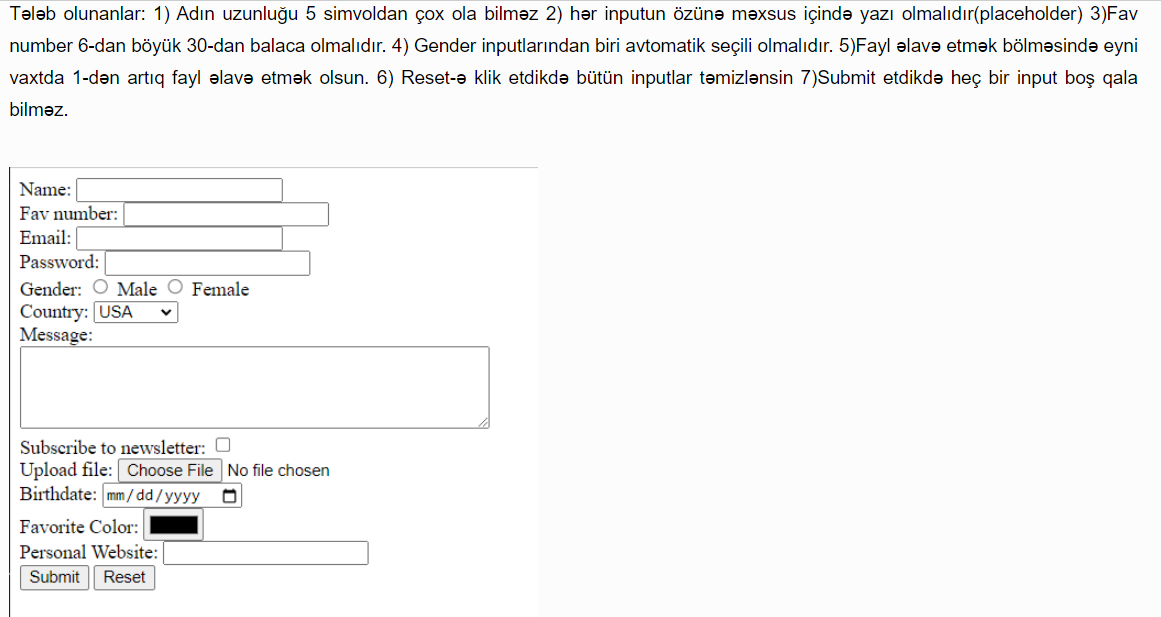 Tələb olunanlar: 1) Adın uzunluğu 5 simvoldan çox ola bilməz 2) hər inputun özünə məxsus içində yazı olmalıdır(placeholder) 3)Fav
number 6-dan böyük 30-dan balaca olmalıdır. 4) Gender inputlarından biri avtomatik seçili olmalıdır. 5)Fayl əlavə etmək bölməsində eyni
vaxtda 1-dən artıq fayl əlavə etmək olsun. 6) Reset-ə klik etdikdə bütün inputlar təmizlənsin 7)Submit etdikdə heç bir input boş qala
bilməz.
Name:
Fav number:
Email:
Password:
Gender: Male Female
Country: USA
Message:
Subscribe to newsletter:
Upload file: Choose File No file chosen
Birthdate: mm/dd/yyyy
Favorite Color:
Personal Website:
Submit Reset